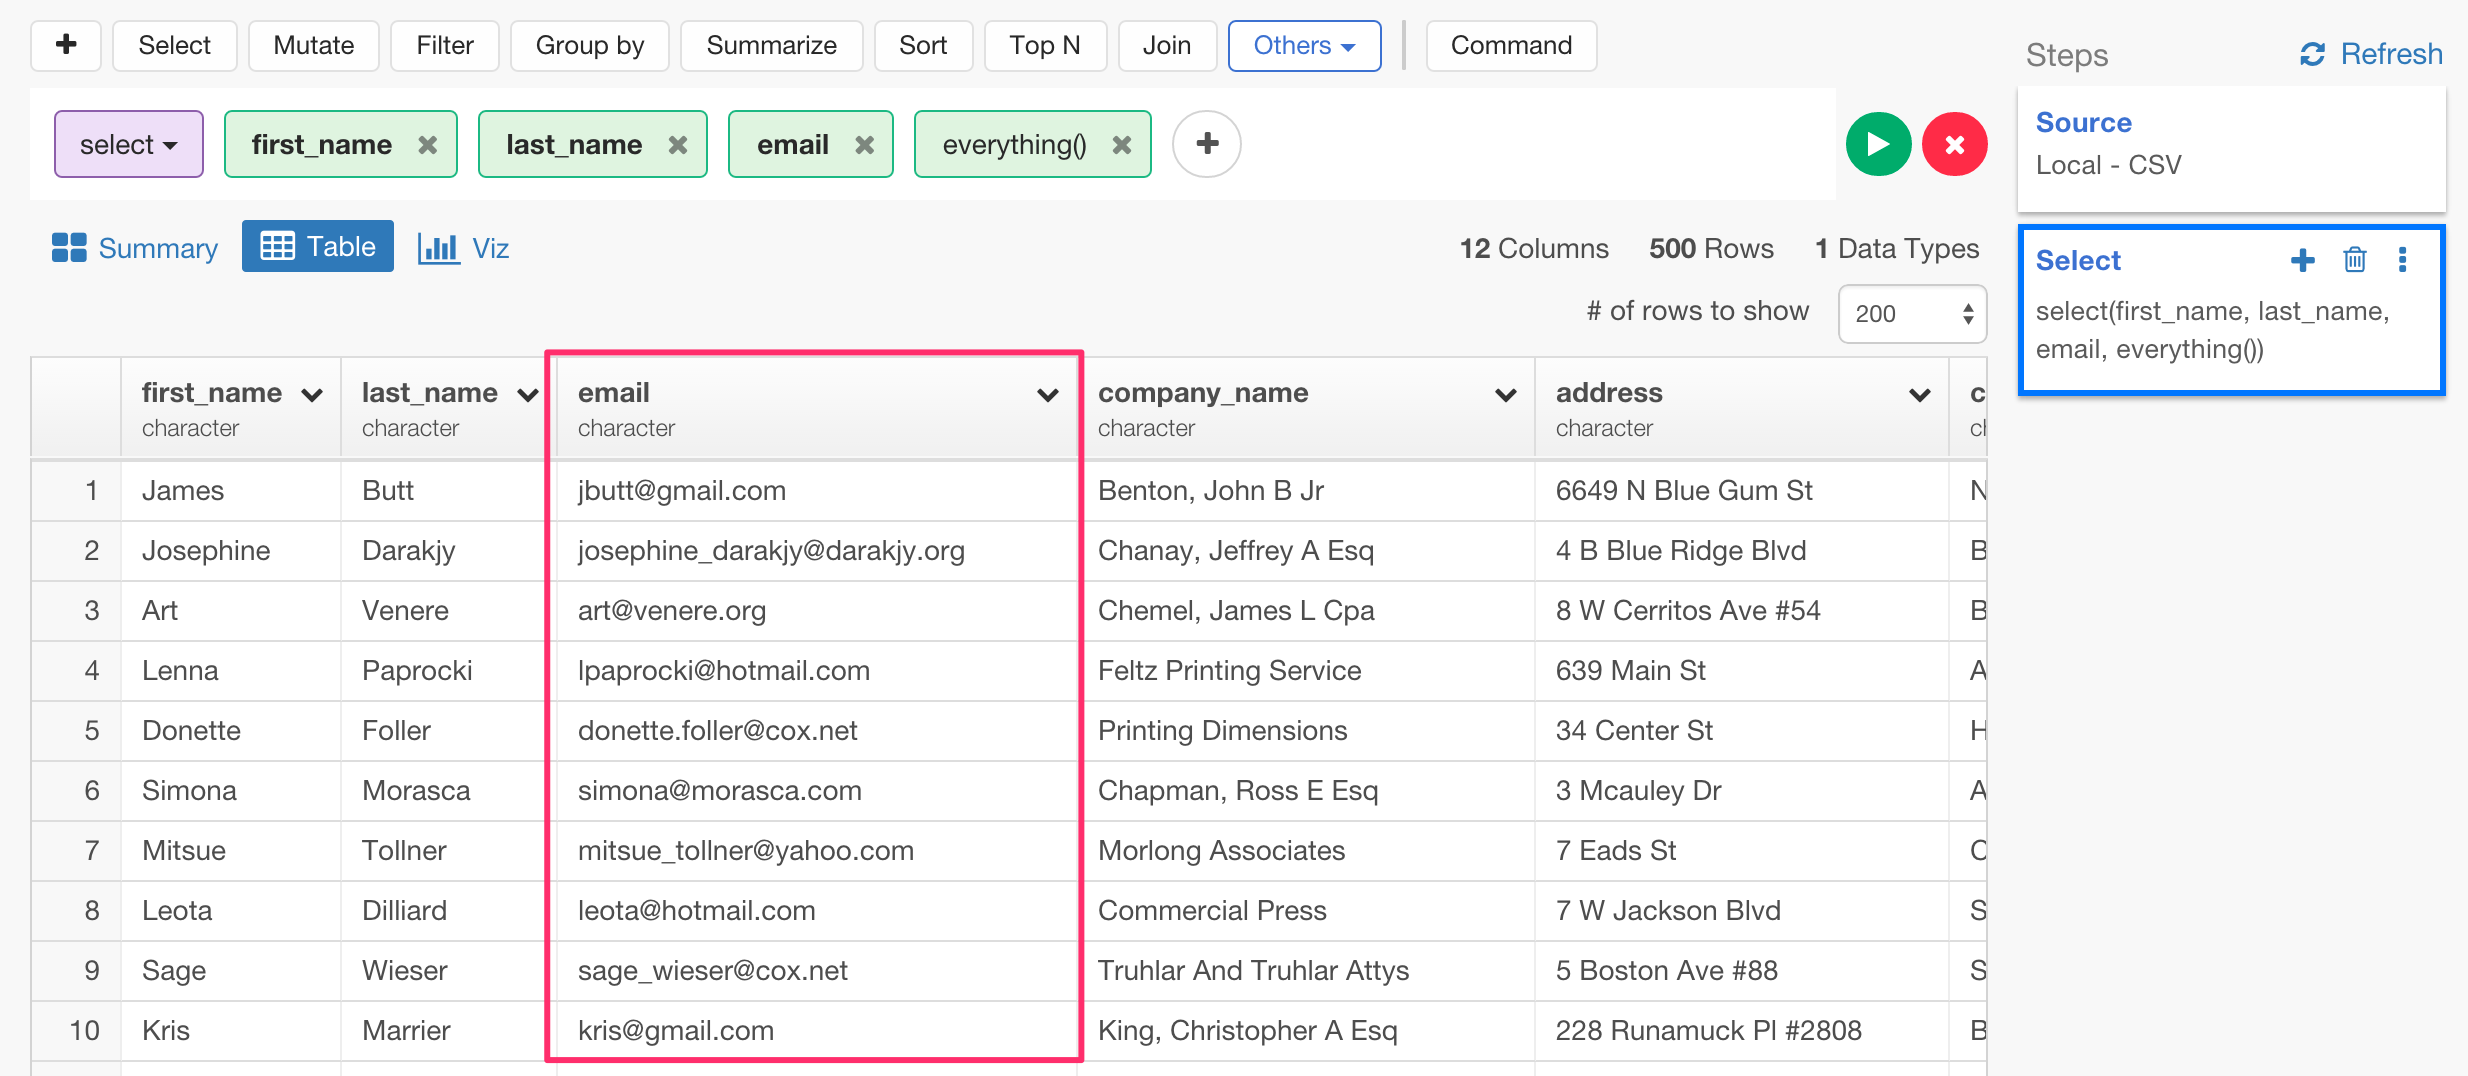 Select Mutate Filter Group by Summarize Sort Top N Join Others Command
Steps Refresh
select first_name last_name email everything()
Source
Local - CSV
Summary Table Viz
12 Columns 500 Rows 1 Data Types
# of rows to show 200
Select
select(first_name, last_name,
email, everything())
first_name last_name email company_name address c
character character character character character
1 James Butt jbutt@gmail.com Benton, John B Jr 6649 N Blue Gum St N
2 Josephine Darakjy josephine_darakjy@darakjy.org Chanay, Jeffrey A Esq 4 B Blue Ridge Blvd B
3 Art Venere art@venere.org Chemel, James L Cpa 8 W Cerritos Ave #54 B
4 Lenna Paprocki lpaprocki@hotmail.com Feltz Printing Service 639 Main St A
5 Donette Foller donette.foller@cox.net Printing Dimensions 34 Center St H
6 Simona Morasca simona@morasca.com Chapman, Ross E Esq 3 Mcauley Dr A
7 Mitsue Tollner mitsue_tollner@yahoo.com Morlong Associates 7 Eads St C
8 Leota Dilliard leota@hotmail.com Commercial Press 7 W Jackson Blvd S
9 Sage Wieser sage_wieser@cox.net Truhlar And Truhlar Attys 5 Boston Ave #88 S
10 Kris Marrier kris@gmail.com King, Christopher A Esq 228 Runamuck Pl #2808 B